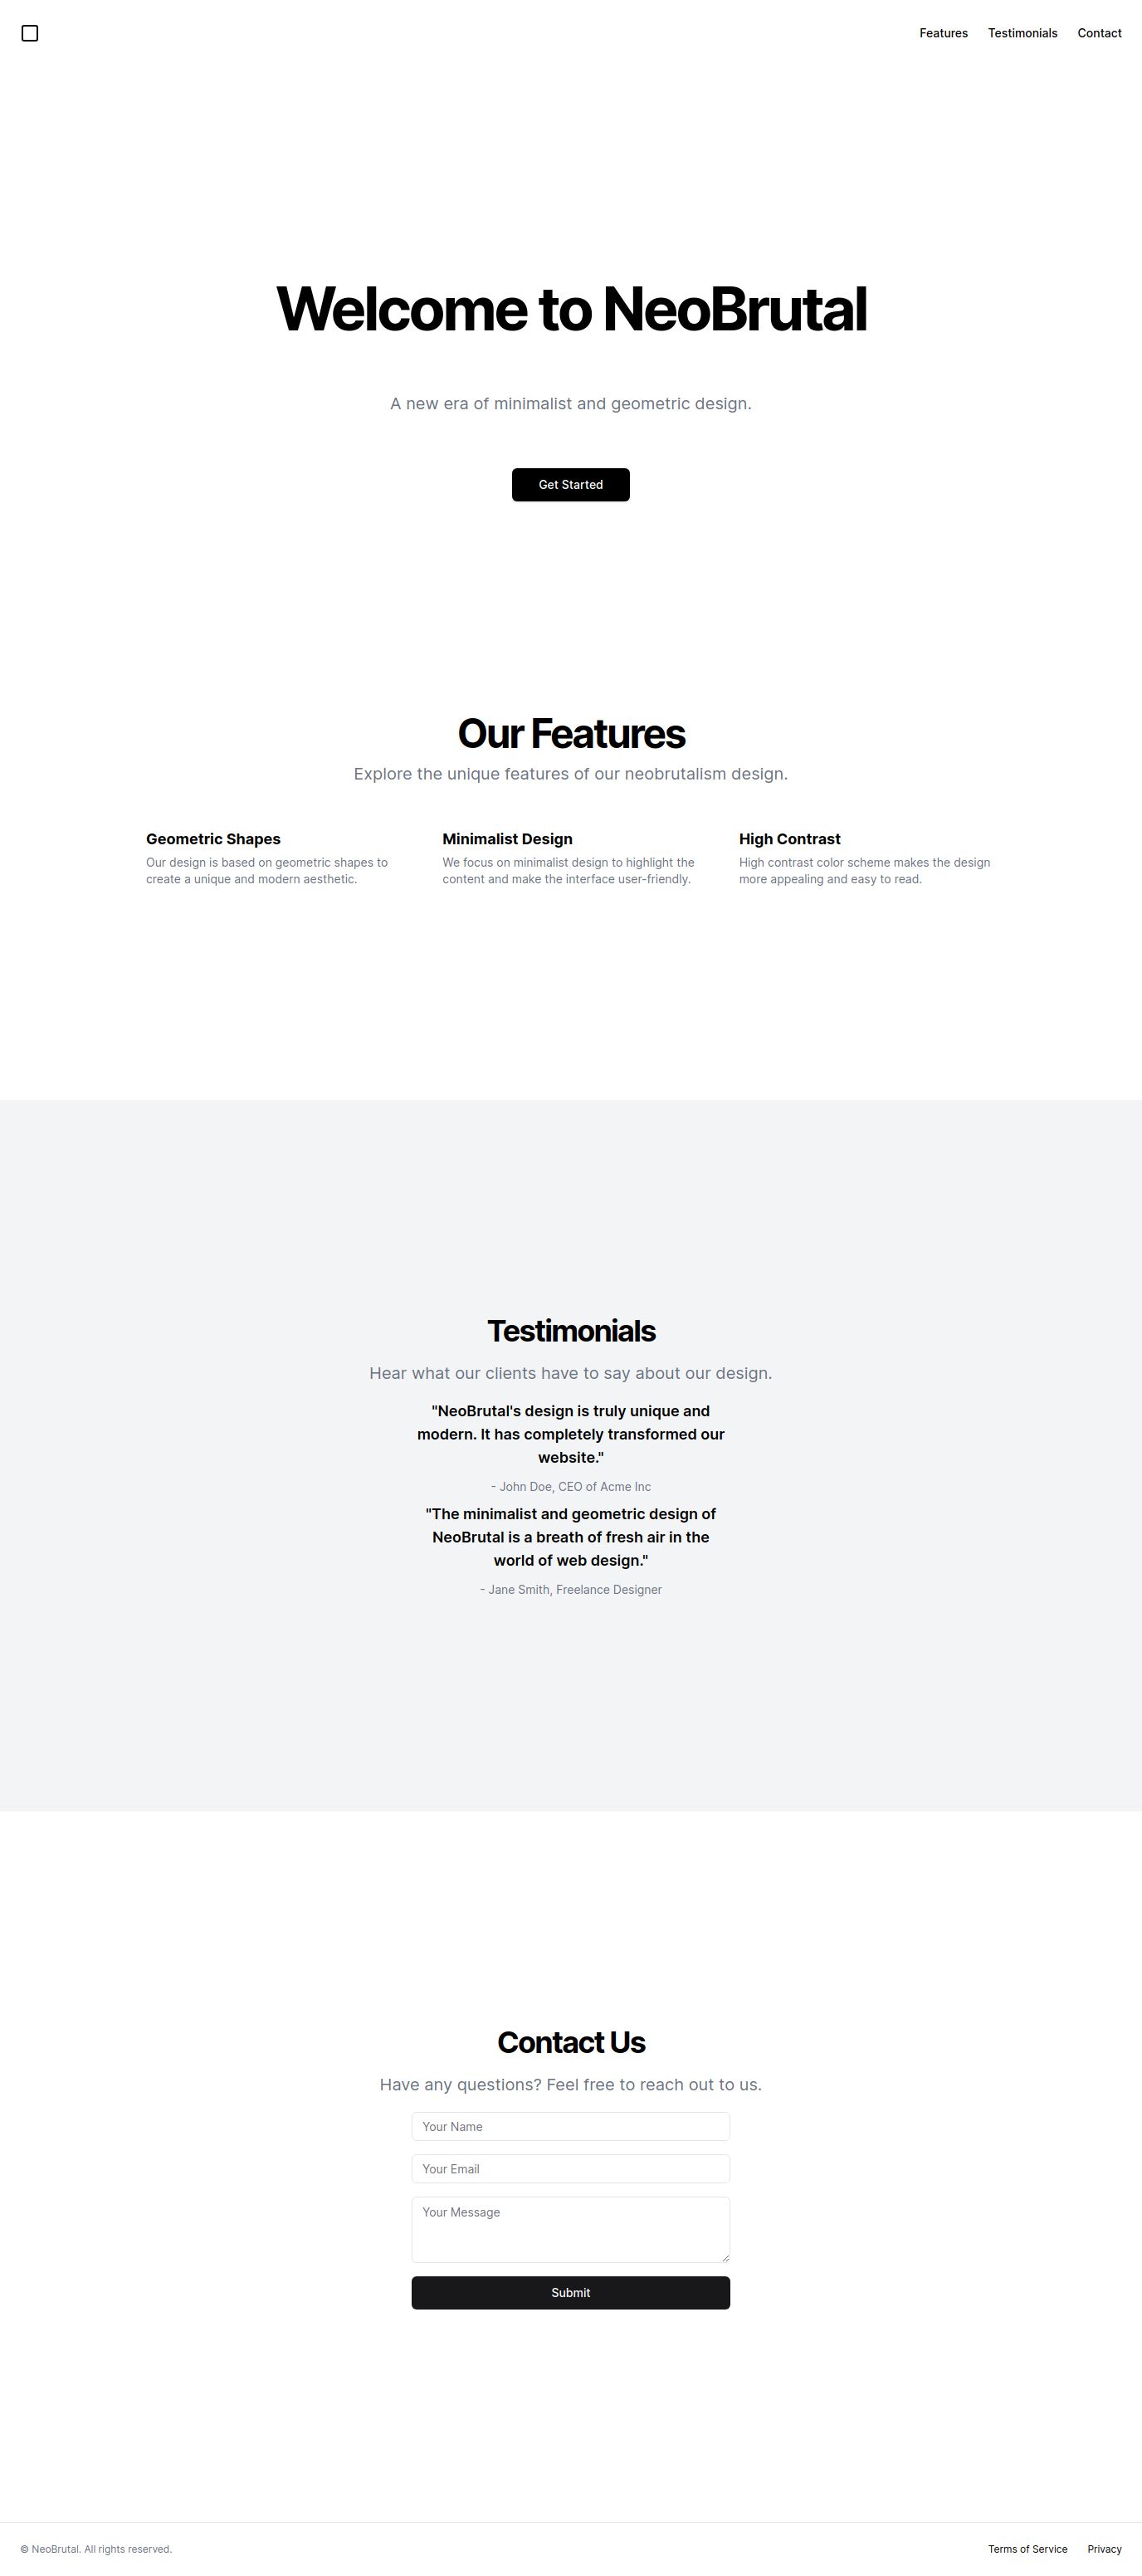 Features Testimonials Contact
Welcome to NeoBrutal
A new era of minimalist and geometric design.
Get Started
Our Features
Explore the unique features of our neobrutalism design.
Geometric Shapes
Our design is based on geometric shapes to
create a unique and modern aesthetic.
Minimalist Design
We focus on minimalist design to highlight the
content and make the interface user-friendly.
High Contrast
High contrast color scheme makes the design
more appealing and easy to read.
Testimonials
Hear what our clients have to say about our design.
"NeoBrutal's design is truly unique and
modern. It has completely transformed our
website."
- John Doe, CEO of Acme Inc
"The minimalist and geometric design of
NeoBrutal is a breath of fresh air in the
world of web design."
- Jane Smith, Freelance Designer
Contact Us
Have any questions? Feel free to reach out to us.
Your Name
Your Email
Your Message
Submit
© NeoBrutal. All rights reserved.
Terms of Service Privacy